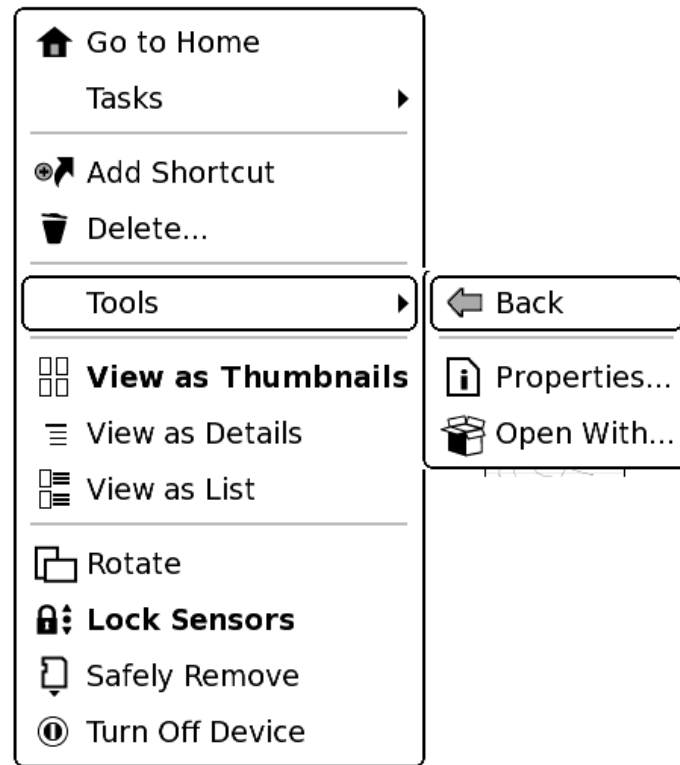 Go to Home
Tasks
Add Shortcut
Delete...
Tools
View as Thumbnails
View as Details
View as List
Rotate
Lock Sensors
Safely Remove
Turn Off Device
Back
Properties...
Open With...